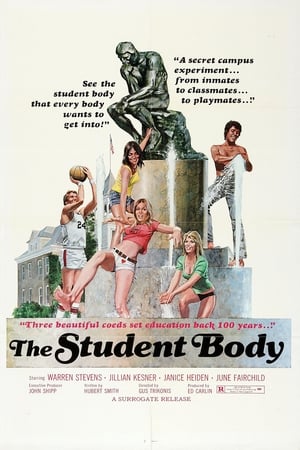 See the
student body
that every body
wants to
get into!
"A secret campus
experiment...
from inmates
to classmates...
to playmates.."
24
"Three beautiful coeds set education back 100 years..."
The Student Body
Starring WARREN STEVENS · JILLIAN KESNER · JANICE HEIDEN · JUNE FAIRCHILD
Executive Producer
JOHN SHIPP
Written by
HUBERT SMITH
Directed by
GUS TRIKONIS
Produced by
ED CARLIN
R
A SURROGATE RELEASE